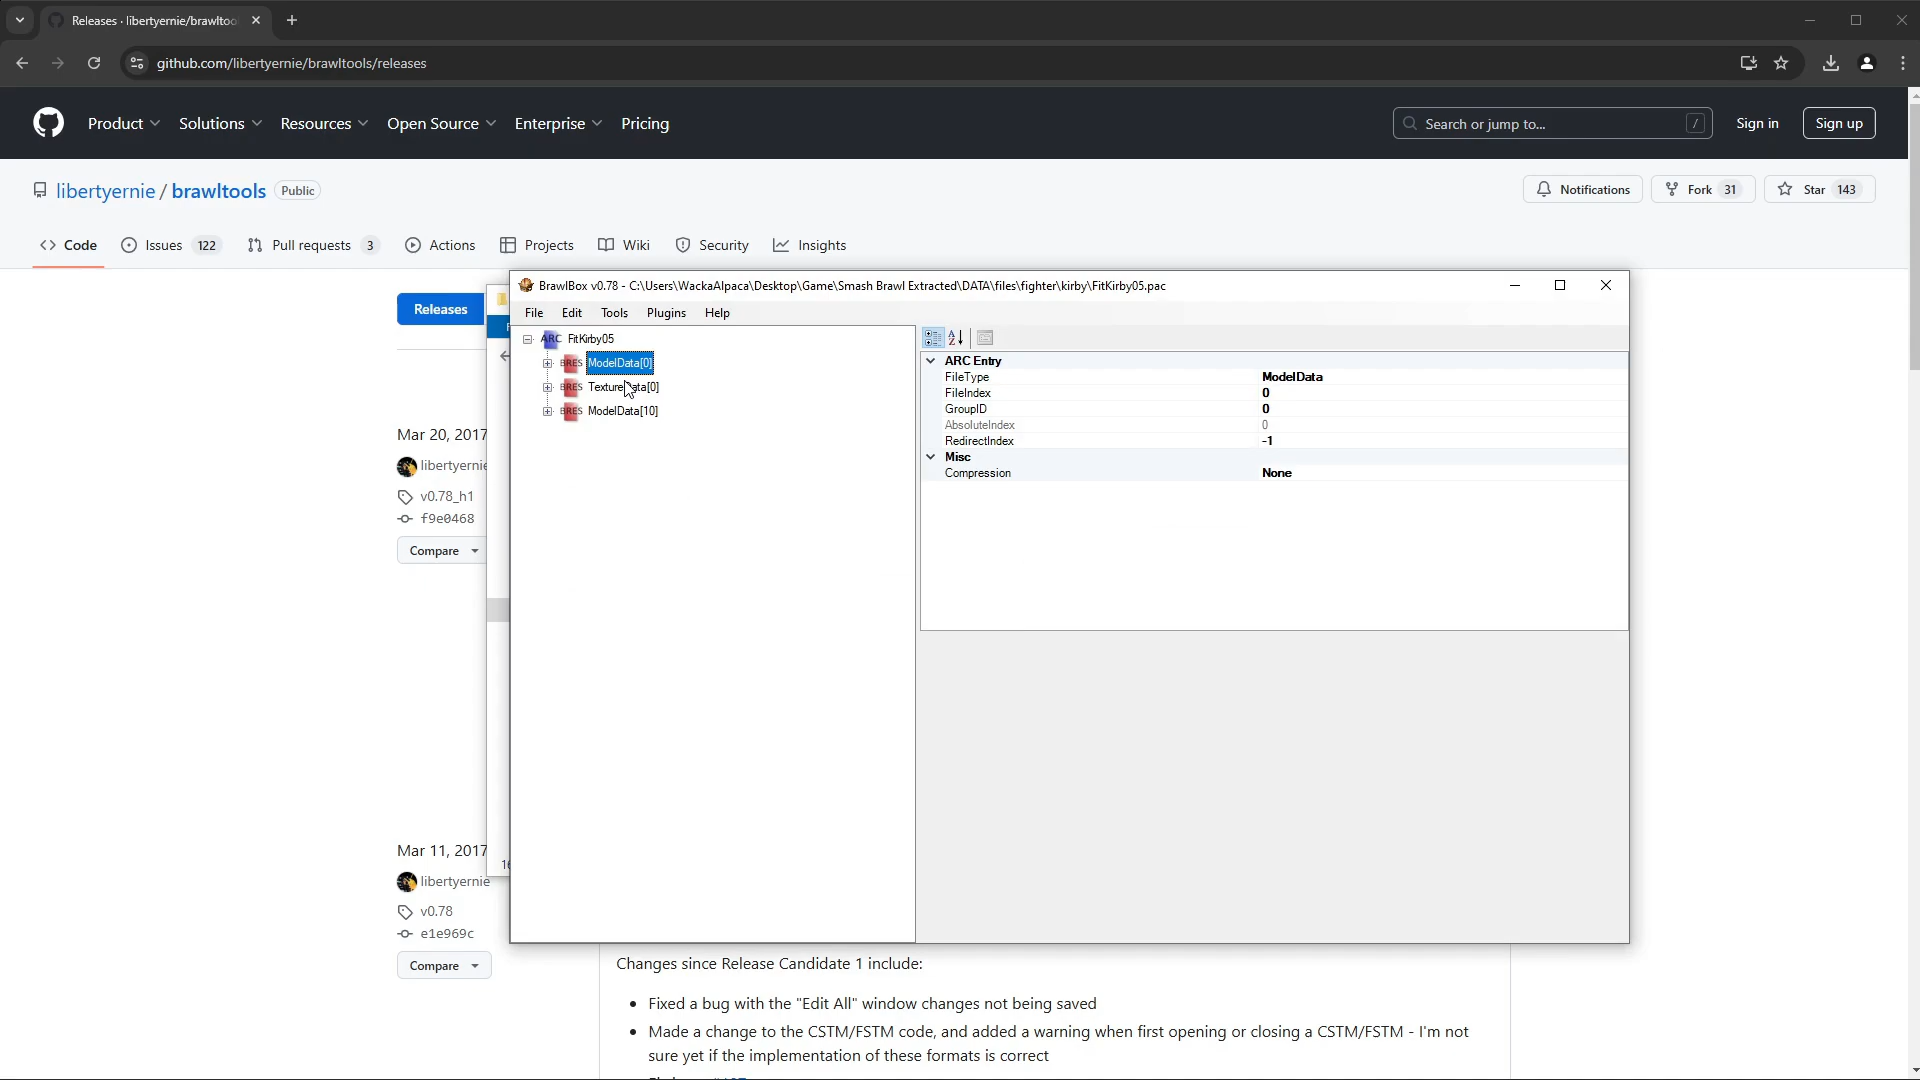 Releases · libertyernie/brawltoo
github.com/libertyernie/brawltools/releases
Product
Solutions
Resources
Open Source
Enterprise
Pricing
Search or jump to...
/
Sign in
Sign up
libertyernie / brawltools
Public
Notifications
Fork 31
Star 143
Code
Issues 122
Pull requests 3
Actions
Projects
Wiki
Security
Insights
Releases
BrawlBox v0.78 - C:\Users\WackaAlpaca\Desktop\Game\Smash Brawl Extracted\DATA\files\fighter\kirby\FitKirby05.pac
File
Edit
Tools
Plugins
Help
ARC FitKirby05
BRES ModelData[0]
BRES TextureData[0]
BRES ModelData[10]
ARC Entry
FileType ModelData
FileIndex 0
GroupID 0
AbsoluteIndex 0
RedirectIndex -1
Misc
Compression None
Mar 20, 2017
libertyernie
v0.78_h1
f9e0468
Compare
Mar 11, 2017
libertyernie
v0.78
e1e969c
Compare
Changes since Release Candidate 1 include:
Fixed a bug with the "Edit All" window changes not being saved
Made a change to the CSTM/FSTM code, and added a warning when first opening or closing a CSTM/FSTM - I'm not
sure yet if the implementation of these formats is correct